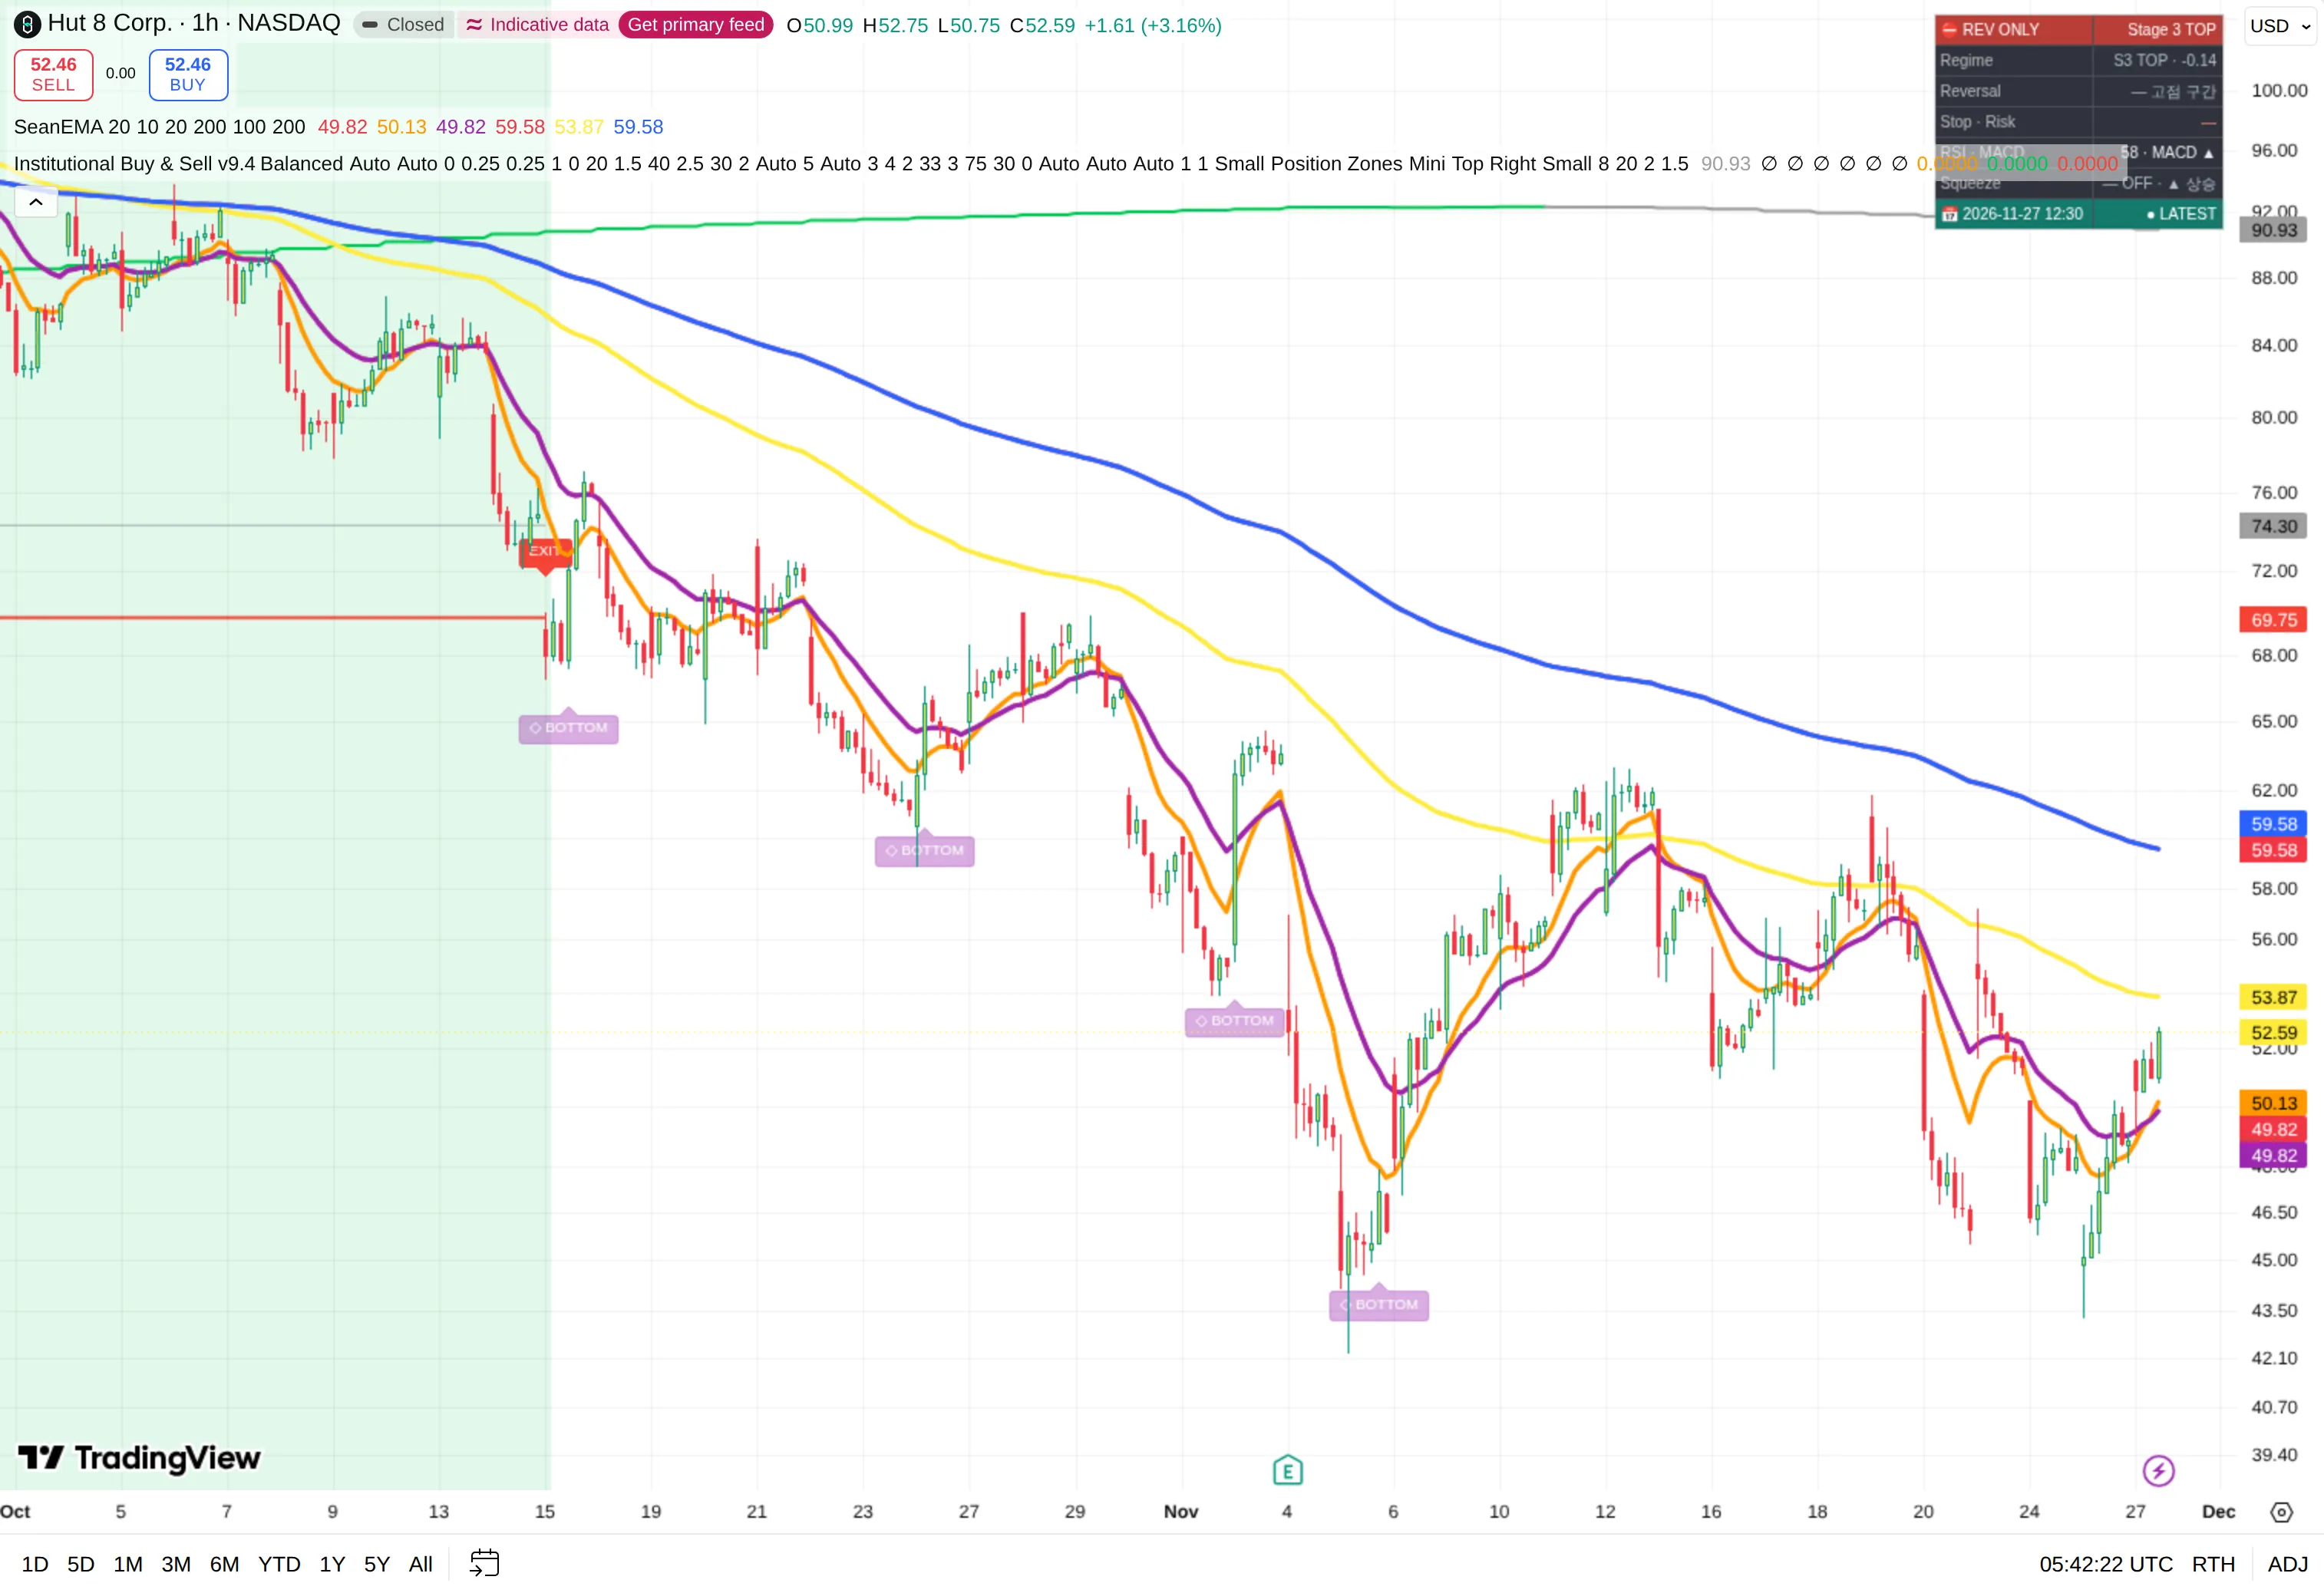 Hut 8 Corp. · 1h · NASDAQ Closed Indicative data Get primary feed O50.99 H52.75 L50.75 C52.59 +1.61 (+3.16%)
USD
52.46 SELL 0.00 52.46 BUY
SeanEMA 20 10 20 200 100 200 49.82 50.13 49.82 59.58 53.87 59.58
Institutional Buy & Sell v9.4 Balanced Auto Auto 0 0.25 0.25 1 0 20 1.5 40 2.5 30 2 Auto 5 Auto 3 4 2 33 3 75 30 0 Auto Auto Auto 1 1 Small Position Zones Mini Top Right Small 8 20 2 1.5 90.93 ∅ ∅ ∅ ∅ ∅ ∅ 0.0000 0.0000 0.0000
REV ONLY Stage 3 TOP
Regime S3 TOP · -0.14
Reversal — 고점 구간
Stop · Risk —
RSI · MACD 58 · MACD ▲
Squeeze — OFF · ▲ 상승
2026-11-27 12:30 ● LATEST
100.00
96.00
92.00
90.93
88.00
84.00
80.00
76.00
74.30
72.00
69.75
68.00
65.00
62.00
59.58
59.58
58.00
56.00
53.87
52.59
52.00
50.13
49.82
49.82
48.00
46.50
45.00
43.50
42.10
40.70
39.40
EXIT
◇ BOTTOM
◇ BOTTOM
◇ BOTTOM
◇ BOTTOM
TradingView
E
Oct 5 7 9 13 15 19 21 23 27 29 Nov 4 6 10 12 16 18 20 24 27 Dec
1D 5D 1M 3M 6M YTD 1Y 5Y All
05:42:22 UTC RTH ADJ